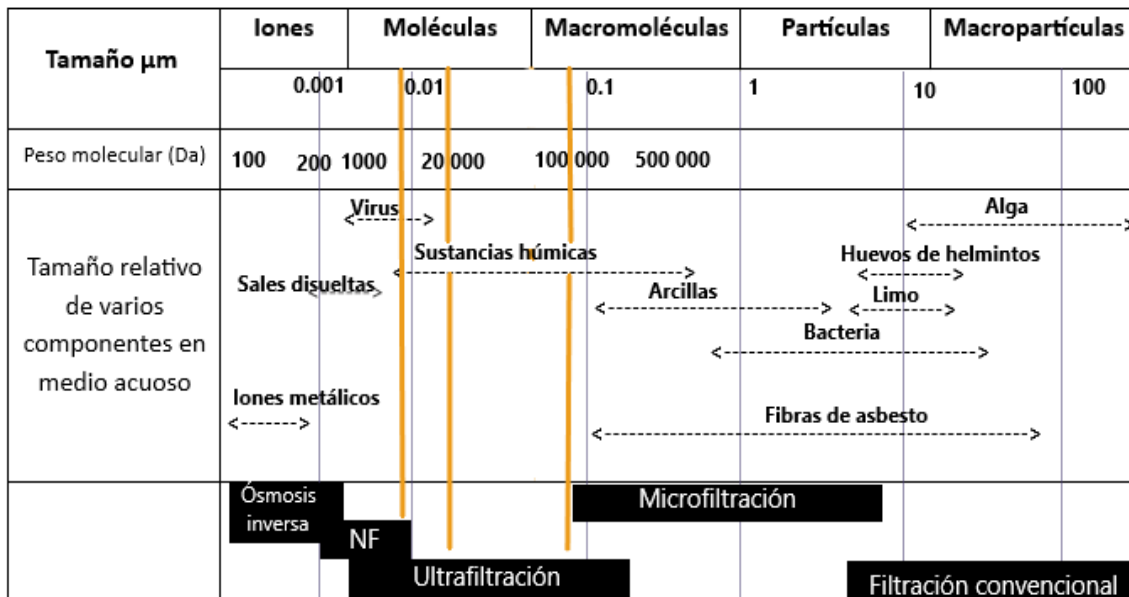 Iones Moléculas Macromoléculas Partículas Macropartículas
Tamaño µm
0.001 0.01 0.1 1 10 100
Peso molecular (Da) 100 200 1000 20 000 100 000 500 000
Virus
Alga
Sustancias húmicas
Huevos de helmintos
Tamaño relativo
de varios
componentes en
medio acuoso
Sales disueltas
Arcillas
Limo
Bacteria
Iones metálicos
Fibras de asbesto
Ósmosis
inversa
Microfiltración
NF
Ultrafiltración
Filtración convencional